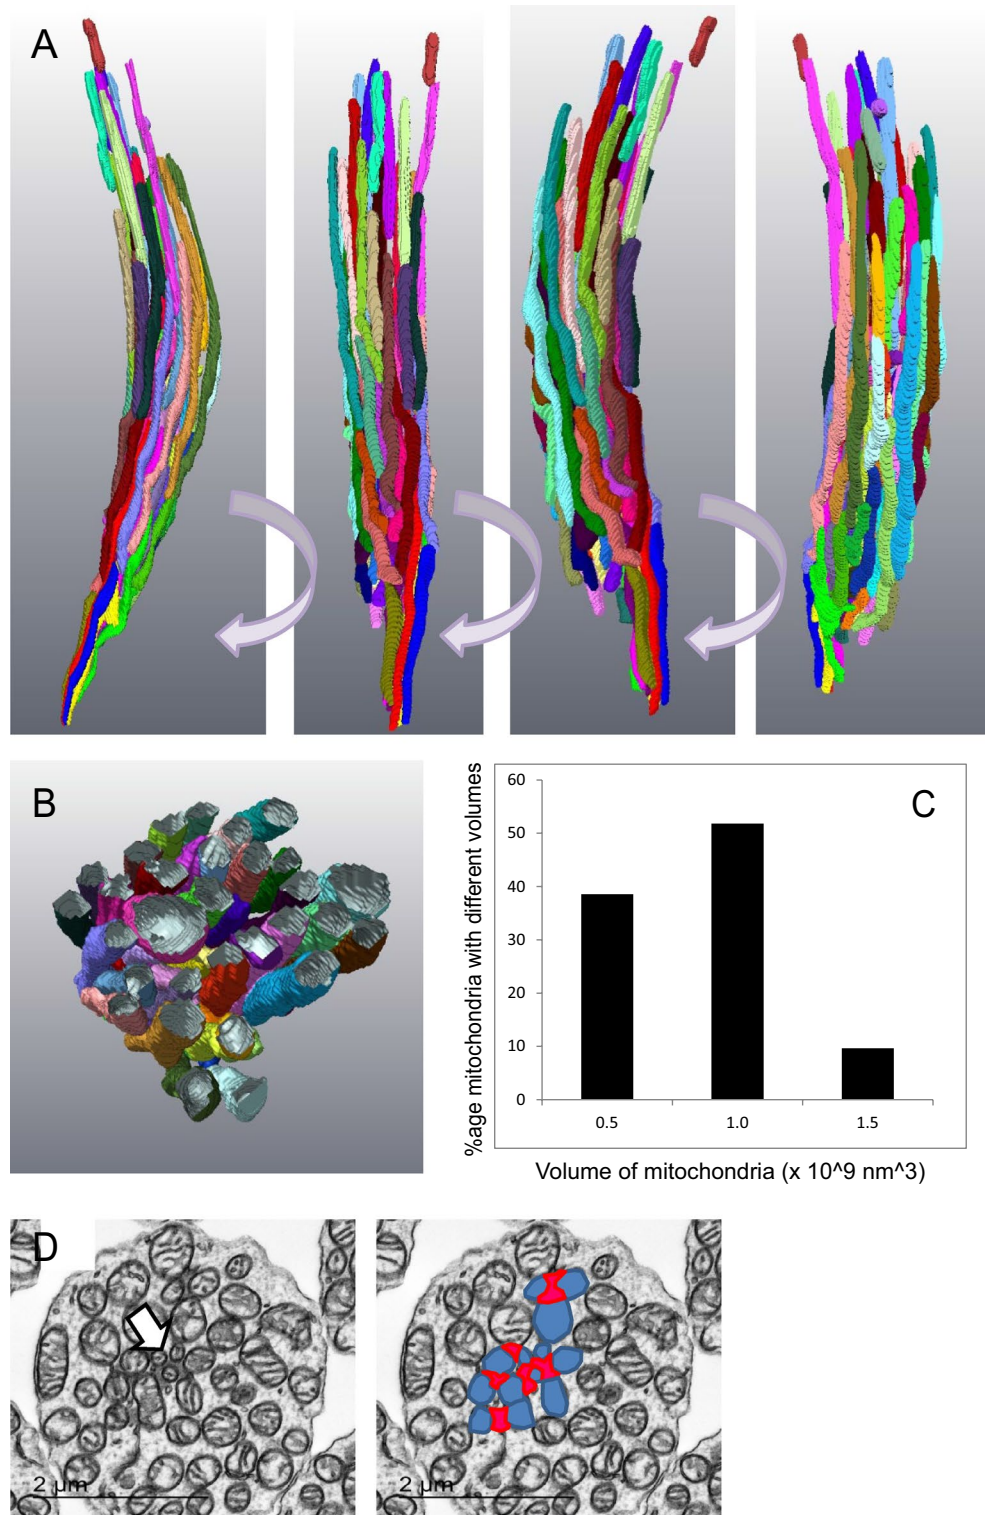 A
B
C
%age mitochondria with different volumes
60
50
40
30
20
10
0
0.5 1.0 1.5
Volume of mitochondria (x 10^9 nm^3)
D
2 µm
2 µm